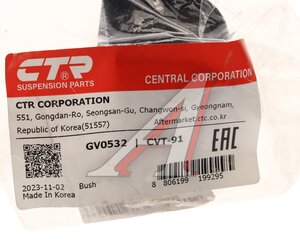 CTR®
SUSPENSION PARTS
CENTRAL CORPORATION
CTR CORPORATION
551, Gongdan-Ro, Seongsan-Gu, Changwon-si, Gyeongnam,
Republic of Korea(51557)
Aftermarket.ctc.co.kr
GV0532 | CVT-91
EAC
2023-11-02 Bush
Made In Korea
8 806199 199295